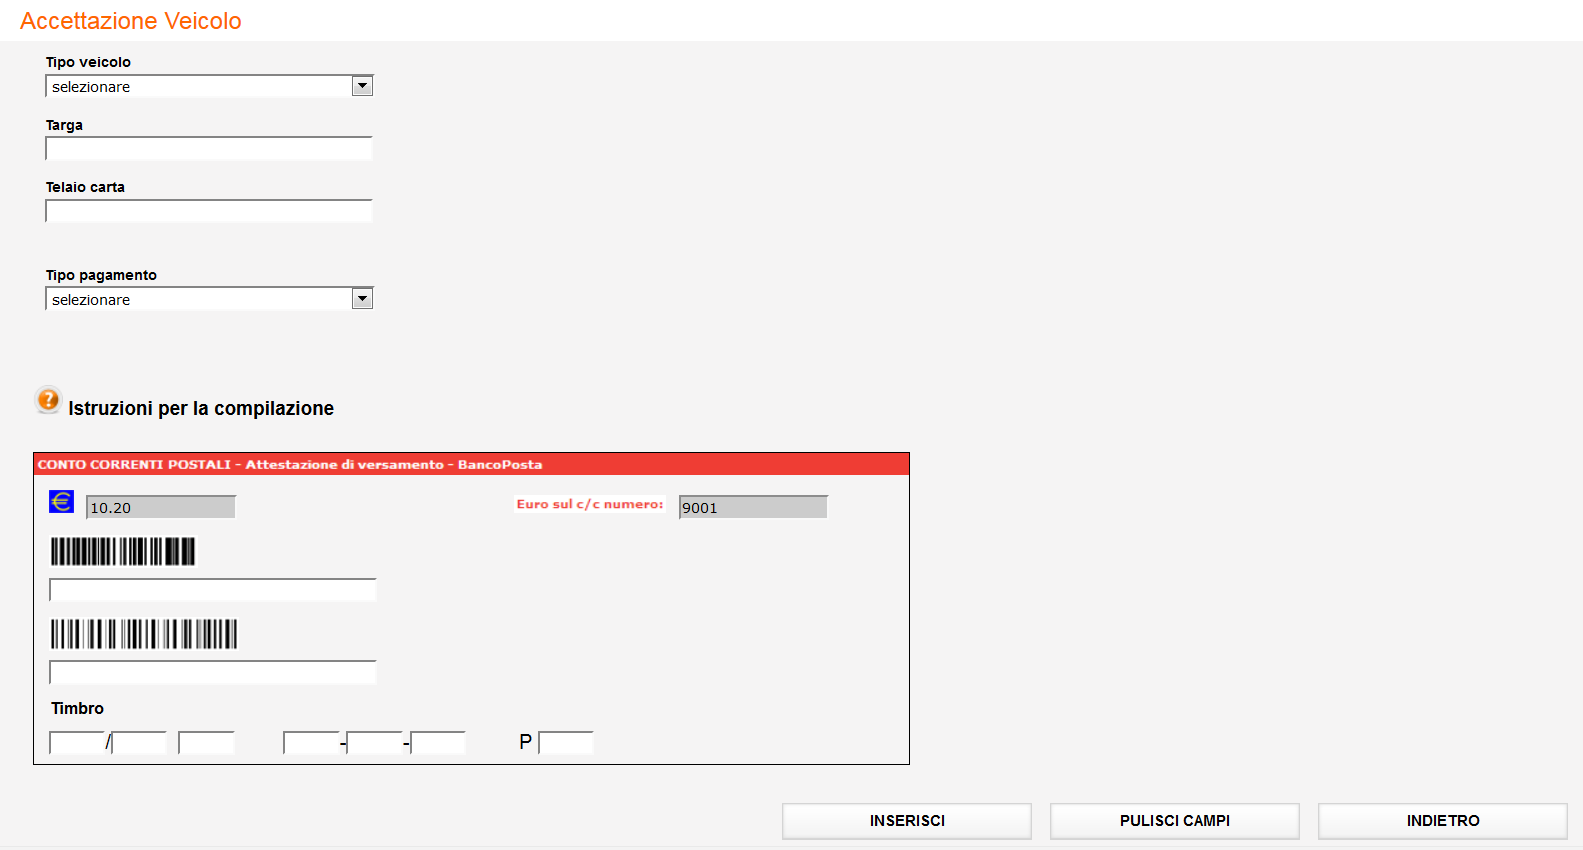 Accettazione Veicolo
Tipo veicolo
selezionare
Targa
Telaio carta
Tipo pagamento
selezionare
? Istruzioni per la compilazione
CONTO CORRENTI POSTALI - Attestazione di versamento - BancoPosta
€ 10.20 Euro sul c/c numero: 9001
Timbro
/ - - P
INSERISCI PULISCI CAMPI INDIETRO